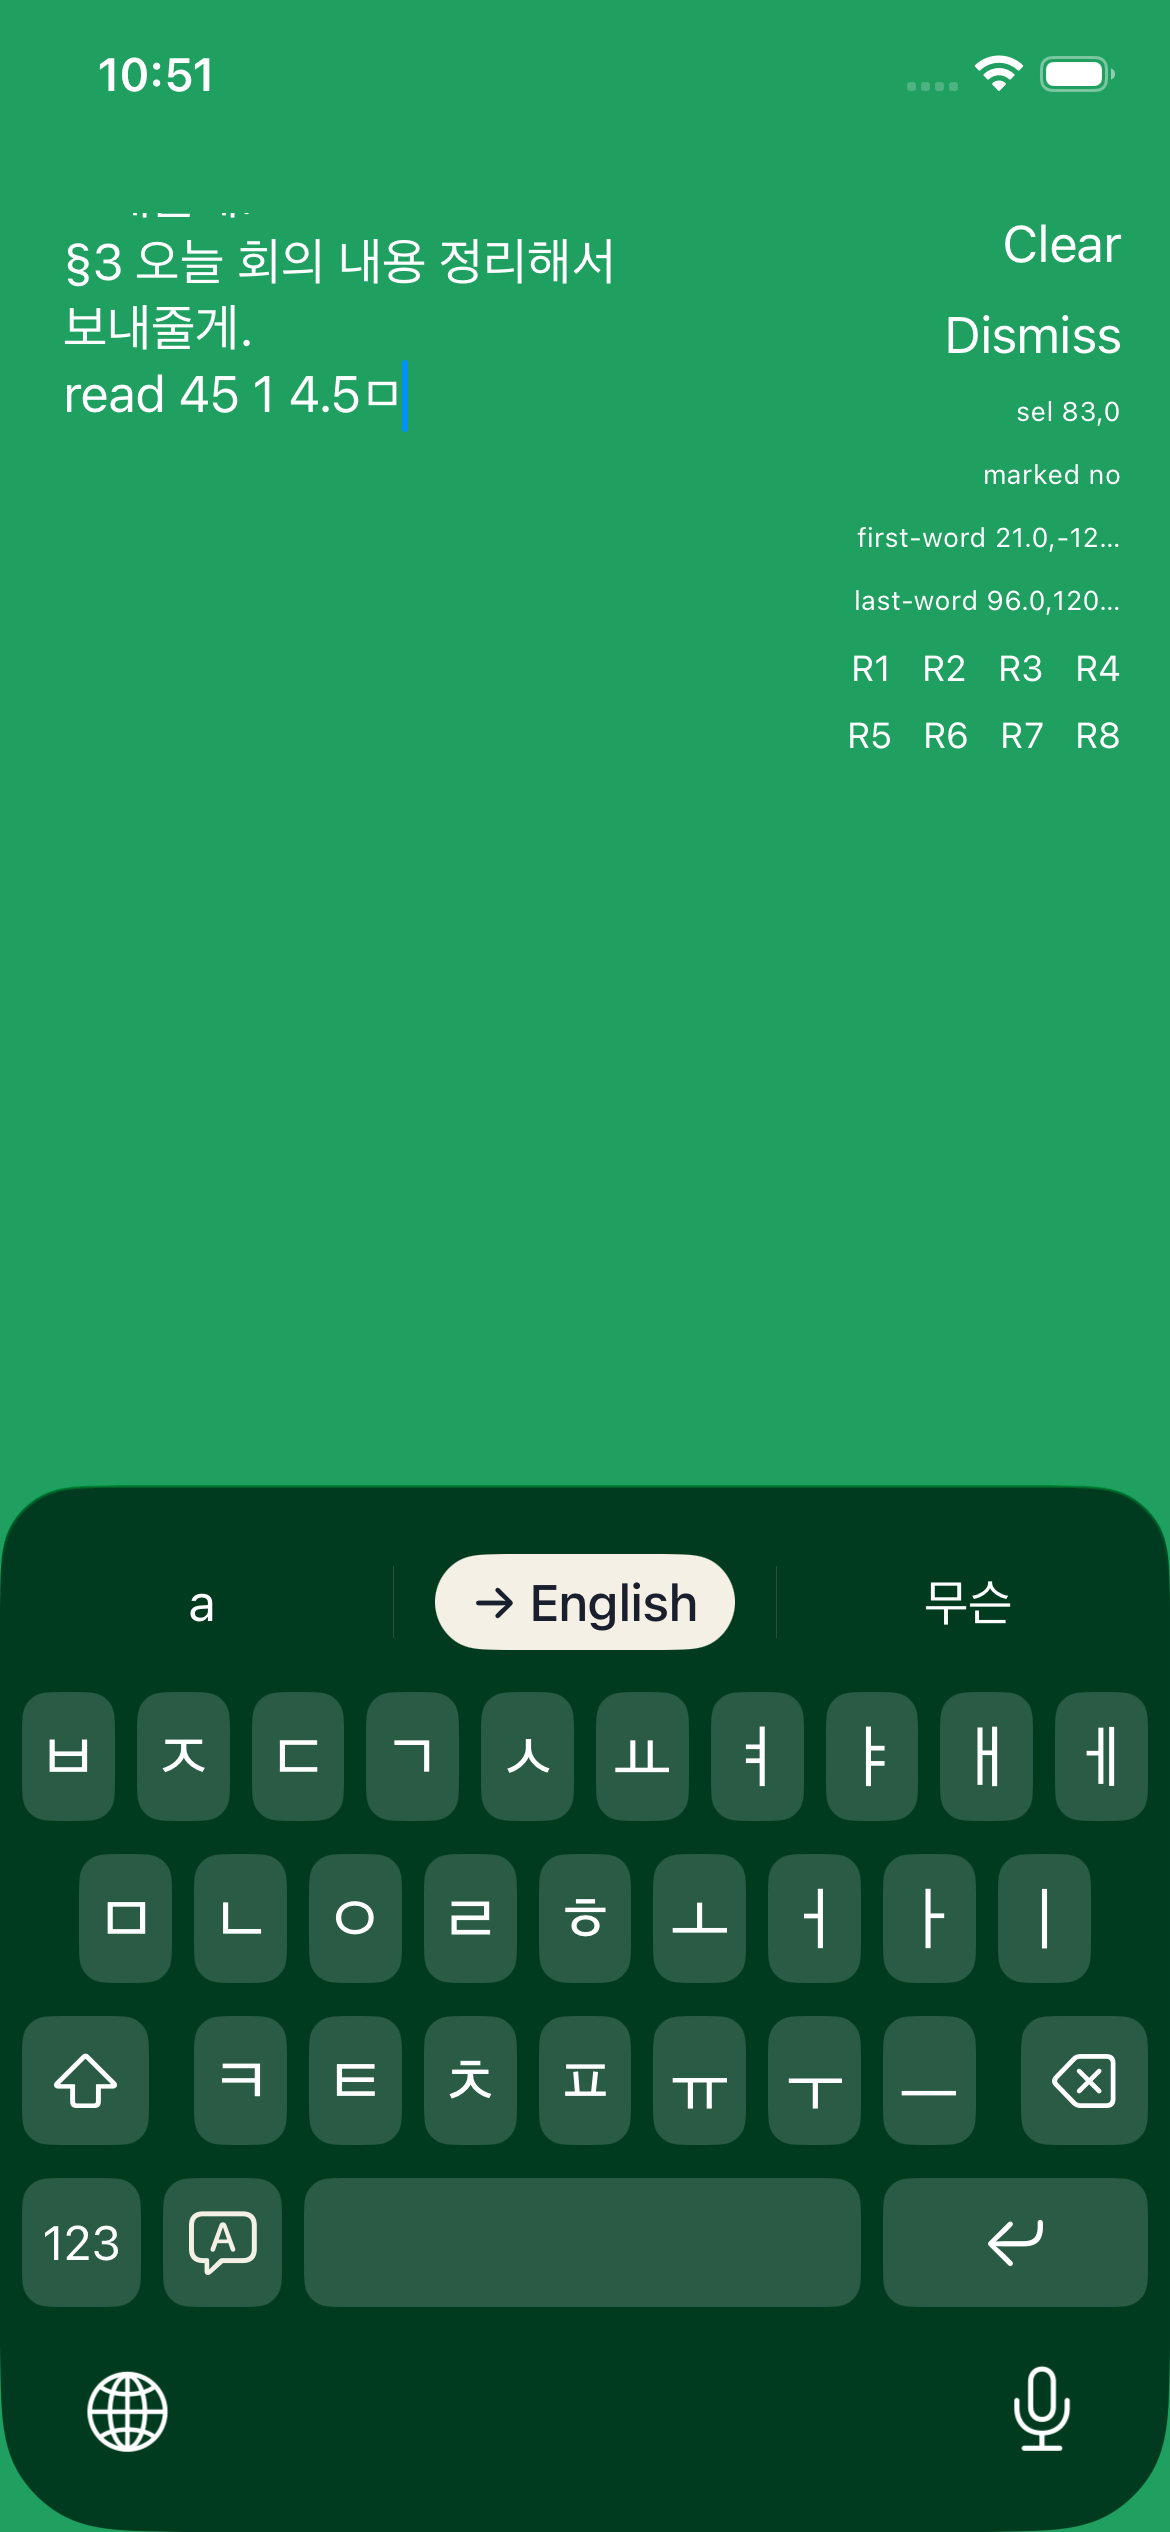 10:51
§3 오늘 회의 내용 정리해서
보내줄게.
read 45 1 4.5ㅁ
Clear
Dismiss
sel 83,0
marked no
first-word 21.0,-12...
last-word 96.0,120...
R1 R2 R3 R4
R5 R6 R7 R8
a → English 무슨
ㅂ ㅈ ㄷ ㄱ ㅅ ㅛ ㅕ ㅑ ㅐ ㅔ
ㅁ ㄴ ㅇ ㄹ ㅎ ㅗ ㅓ ㅏ ㅣ
ㅋ ㅌ ㅊ ㅍ ㅠ ㅜ ㅡ
123 A